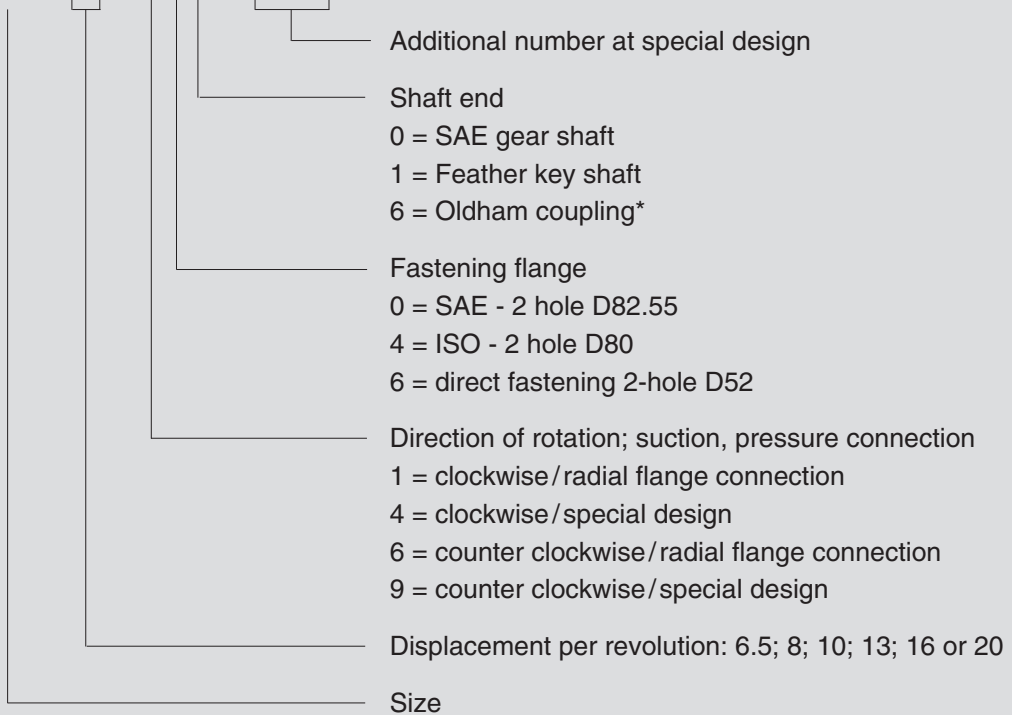 Additional number at special design
Shaft end
0 = SAE gear shaft
1 = Feather key shaft
6 = Oldham coupling*
Fastening flange
0 = SAE - 2 hole D82.55
4 = ISO - 2 hole D80
6 = direct fastening 2-hole D52
Direction of rotation; suction, pressure connection
1 = clockwise/radial flange connection
4 = clockwise/special design
6 = counter clockwise/radial flange connection
9 = counter clockwise/special design
Displacement per revolution: 6.5; 8; 10; 13; 16 or 20
Size